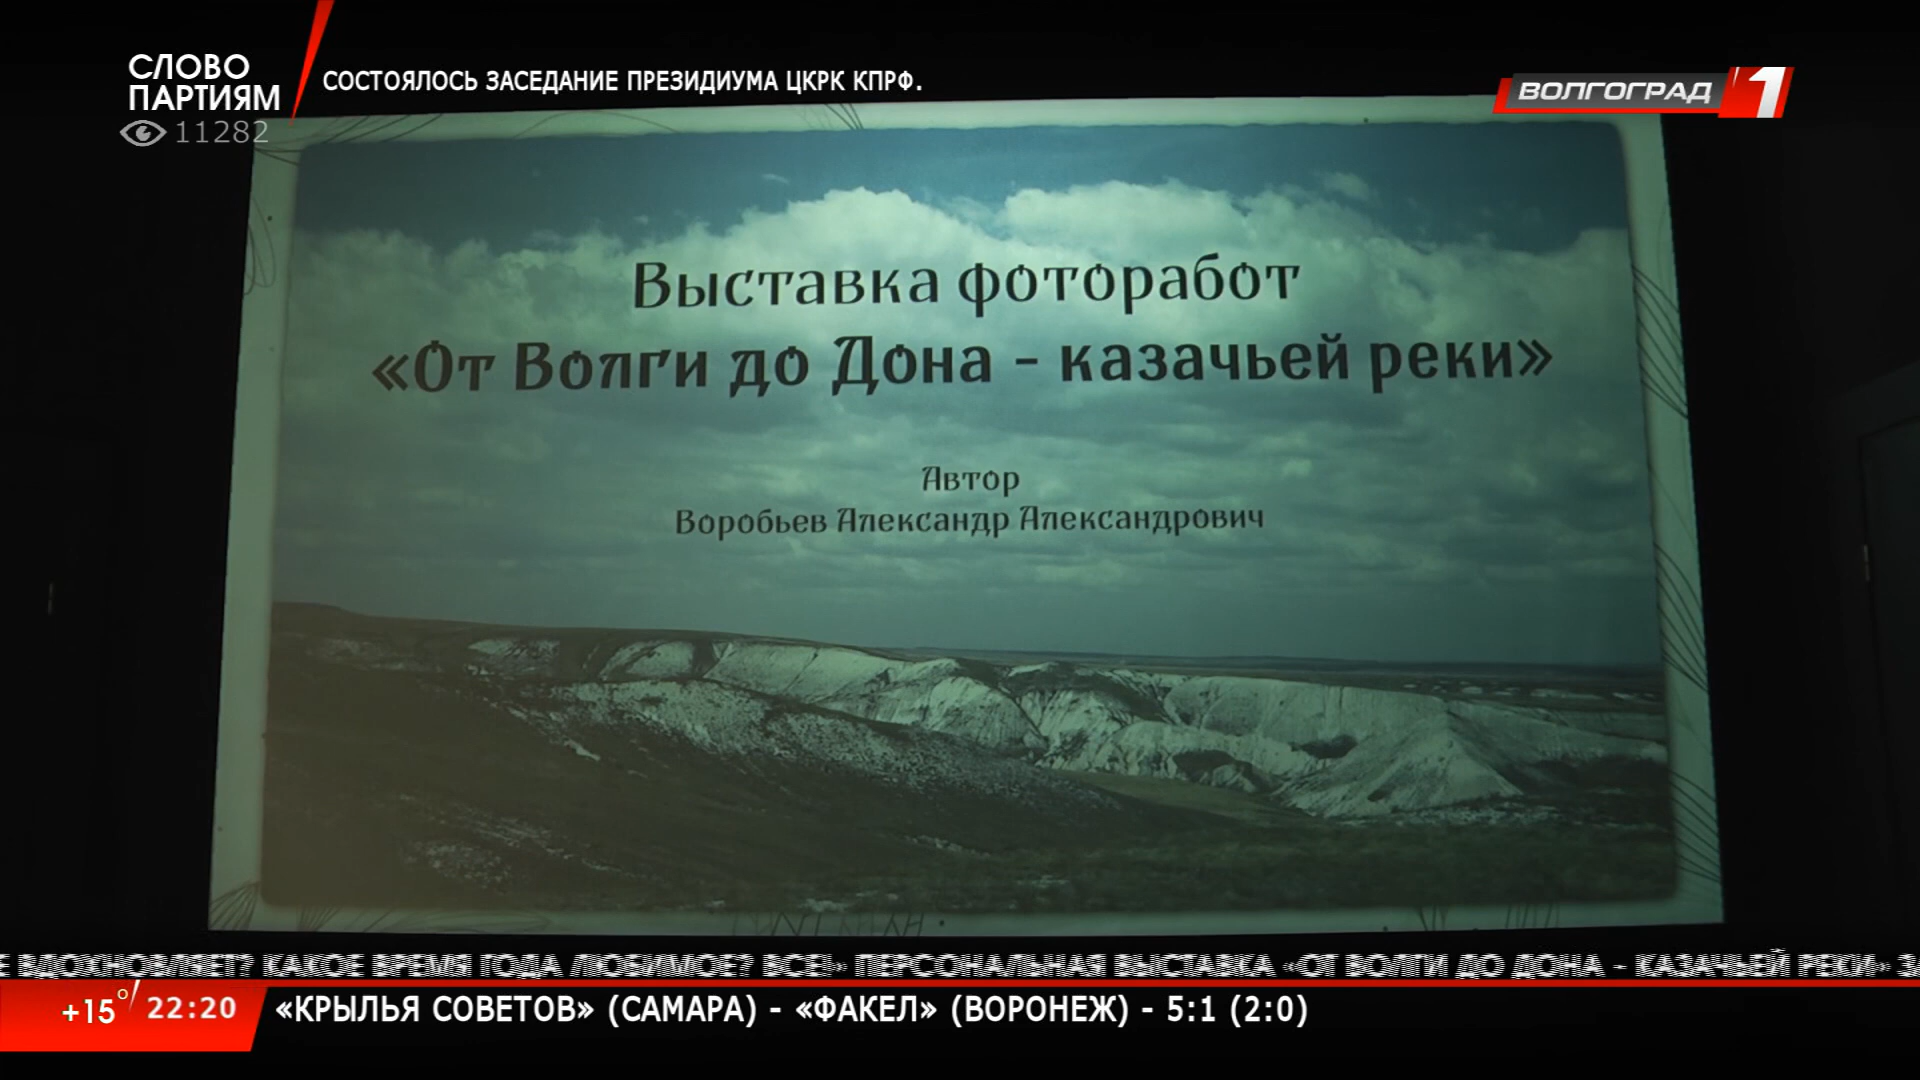 СЛОВО
ПАРТИЯМ
11282
СОСТОЯЛОСЬ ЗАСЕДАНИЕ ПРЕЗИДИУМА ЦКРК КПРФ.
ВОЛГОГРАД 1
Выставка фоторабот
«От Волги до Дона - казачьей реки»
Автор
Воробьев Александр Александрович
ВДОХНОВЛЯЕТ? КАКОЕ ВРЕМЯ ГОДА ЛЮБИМОЕ? ВСЕ!» ПЕРСОНАЛЬНАЯ ВЫСТАВКА «ОТ ВОЛГИ ДО ДОНА - КАЗАЧЬЕЙ РЕКИ»
+15° 22:20
«КРЫЛЬЯ СОВЕТОВ» (САМАРА) - «ФАКЕЛ» (ВОРОНЕЖ) - 5:1 (2:0)